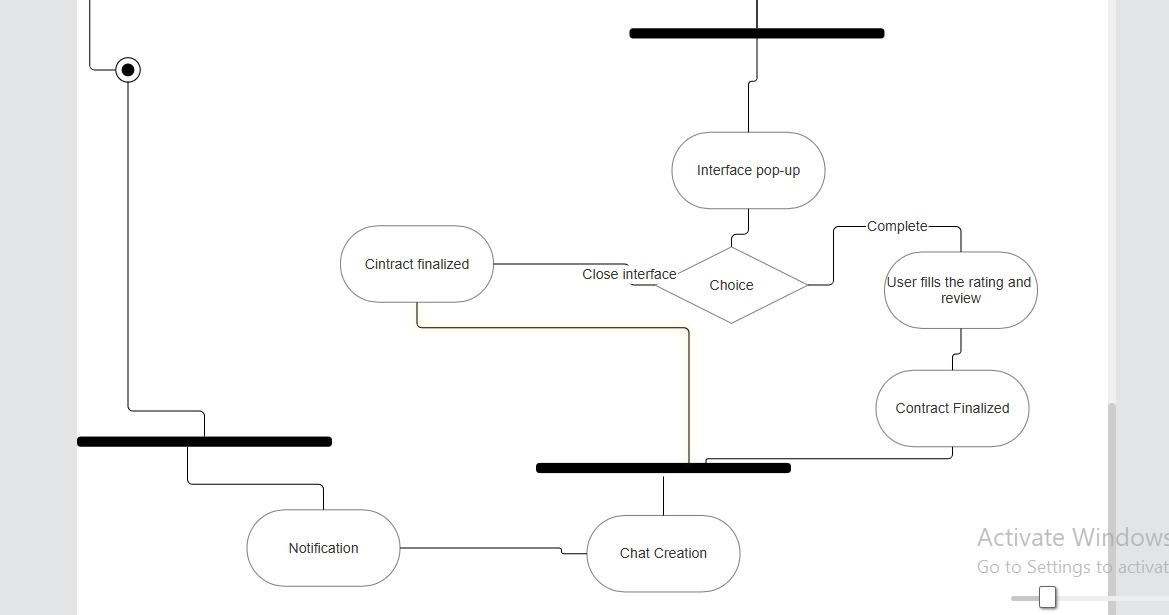 Interface pop-up
Complete
Cintract finalized
Close interface
Choice
User fills the rating and
review
Contract Finalized
Notification
Chat Creation
Activate Windows
Go to Settings to activat